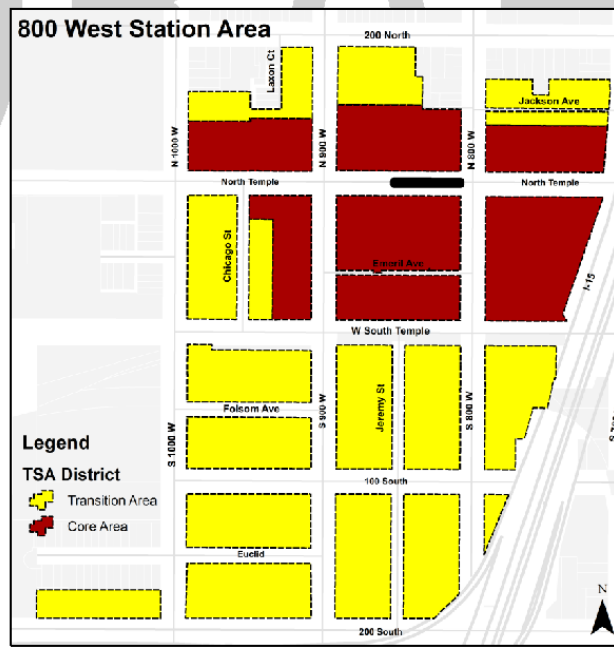 800 West Station Area
200 North
Laxon Ct
Jackson Ave
N 1000 W
N 900 W
N 800 W
North Temple
North Temple
Chicago St
Emeril Ave
I-15
W South Temple
Jeremy St
S 900 W
S 800 W
Folsom Ave
S 1000 W
Legend
TSA District
100 South
Transition Area
Core Area
Euclid
N
200 South